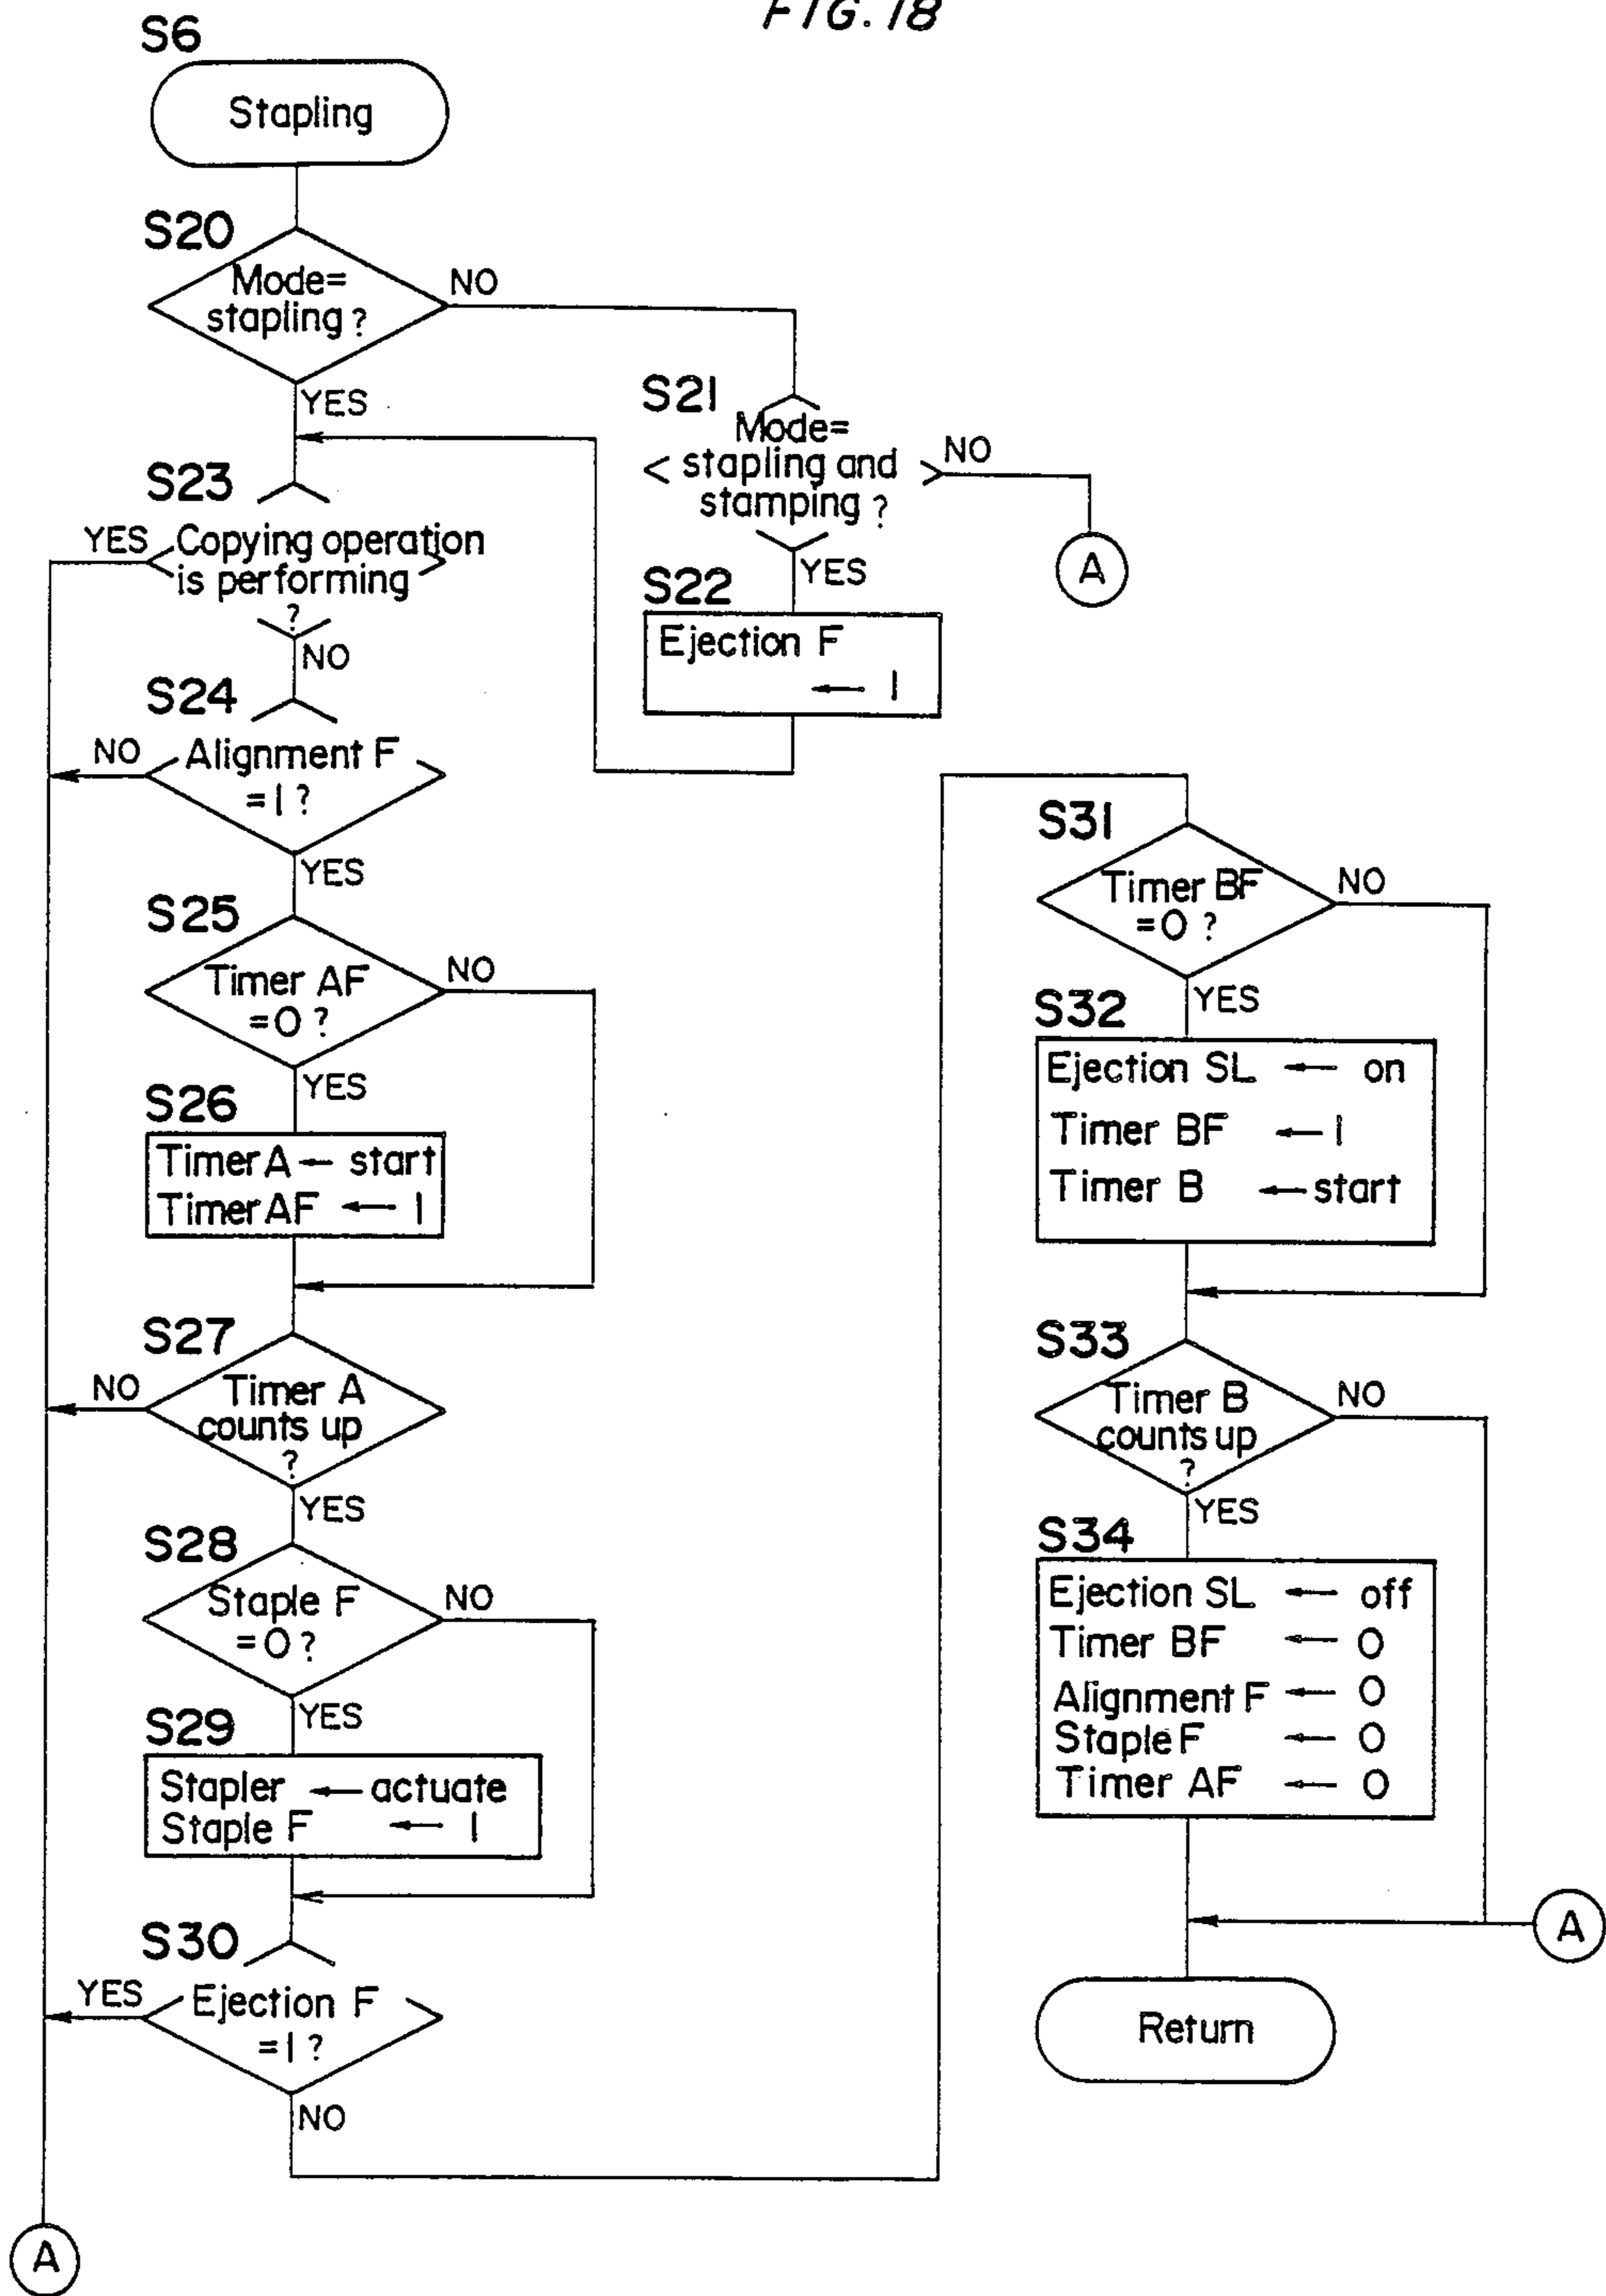 FIG. 18
S6
Stapling
S20
Mode=
stapling?
NO
YES
S21
Mode=
stapling and
stamping?
NO
A
YES
S22
Ejection F
← 1
S23
Copying operation
is performing
?
YES
NO
S24
Alignment F
=1?
NO
YES
S25
Timer AF
=0?
NO
YES
S26
Timer A ← start
Timer AF ← 1
S27
Timer A
counts up
?
NO
YES
S28
Staple F
=0?
NO
YES
S29
Stapler ← actuate
Staple F ← 1
S30
Ejection F
=1?
YES
NO
A
S31
Timer BF
=0?
NO
YES
S32
Ejection SL ← on
Timer BF ← 1
Timer B ← start
S33
Timer B
counts up
?
NO
YES
S34
Ejection SL ← off
Timer BF ← 0
Alignment F ← 0
Staple F ← 0
Timer AF ← 0
A
Return